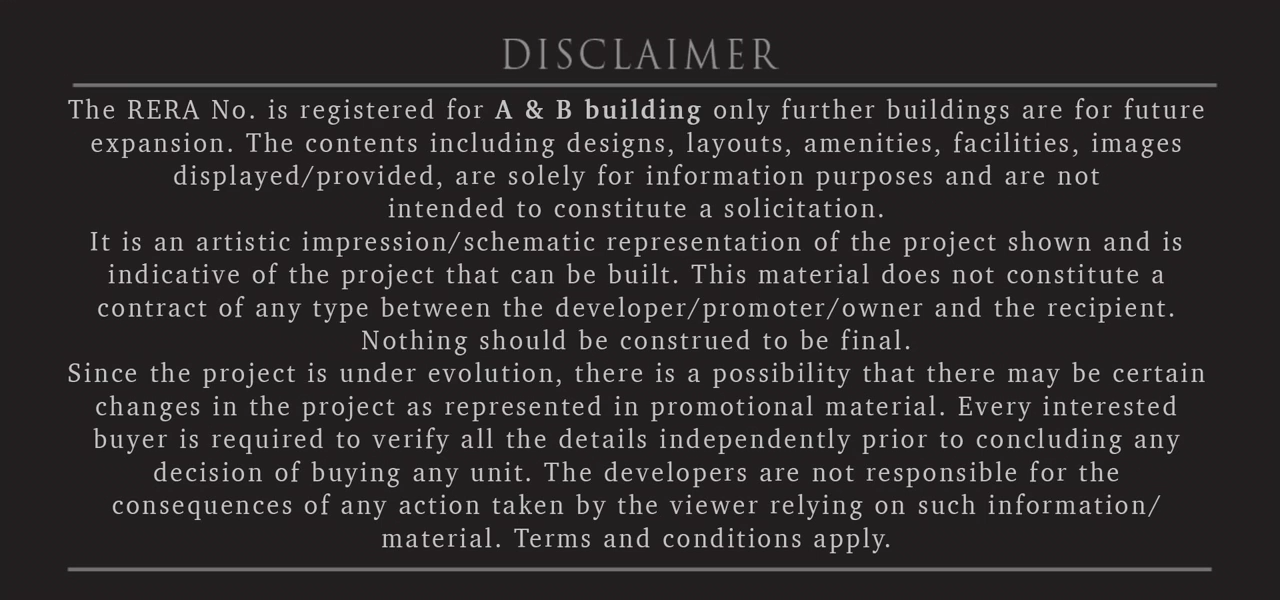 DISCLAIMER
The RERA No. is registered for A & B building only further buildings are for future
expansion. The contents including designs, layouts, amenities, facilities, images
displayed/provided, are solely for information purposes and are not
intended to constitute a solicitation.
It is an artistic impression/schematic representation of the project shown and is
indicative of the project that can be built. This material does not constitute a
contract of any type between the developer/promoter/owner and the recipient.
Nothing should be construed to be final.
Since the project is under evolution, there is a possibility that there may be certain
changes in the project as represented in promotional material. Every interested
buyer is required to verify all the details independently prior to concluding any
decision of buying any unit. The developers are not responsible for the
consequences of any action taken by the viewer relying on such information/
material. Terms and conditions apply.